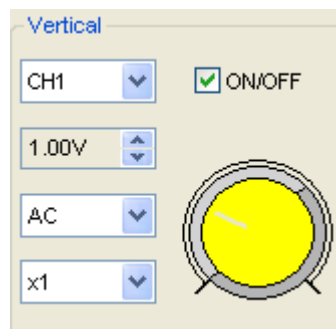 Vertical
CH1
ON/OFF
1.00V
AC
x1